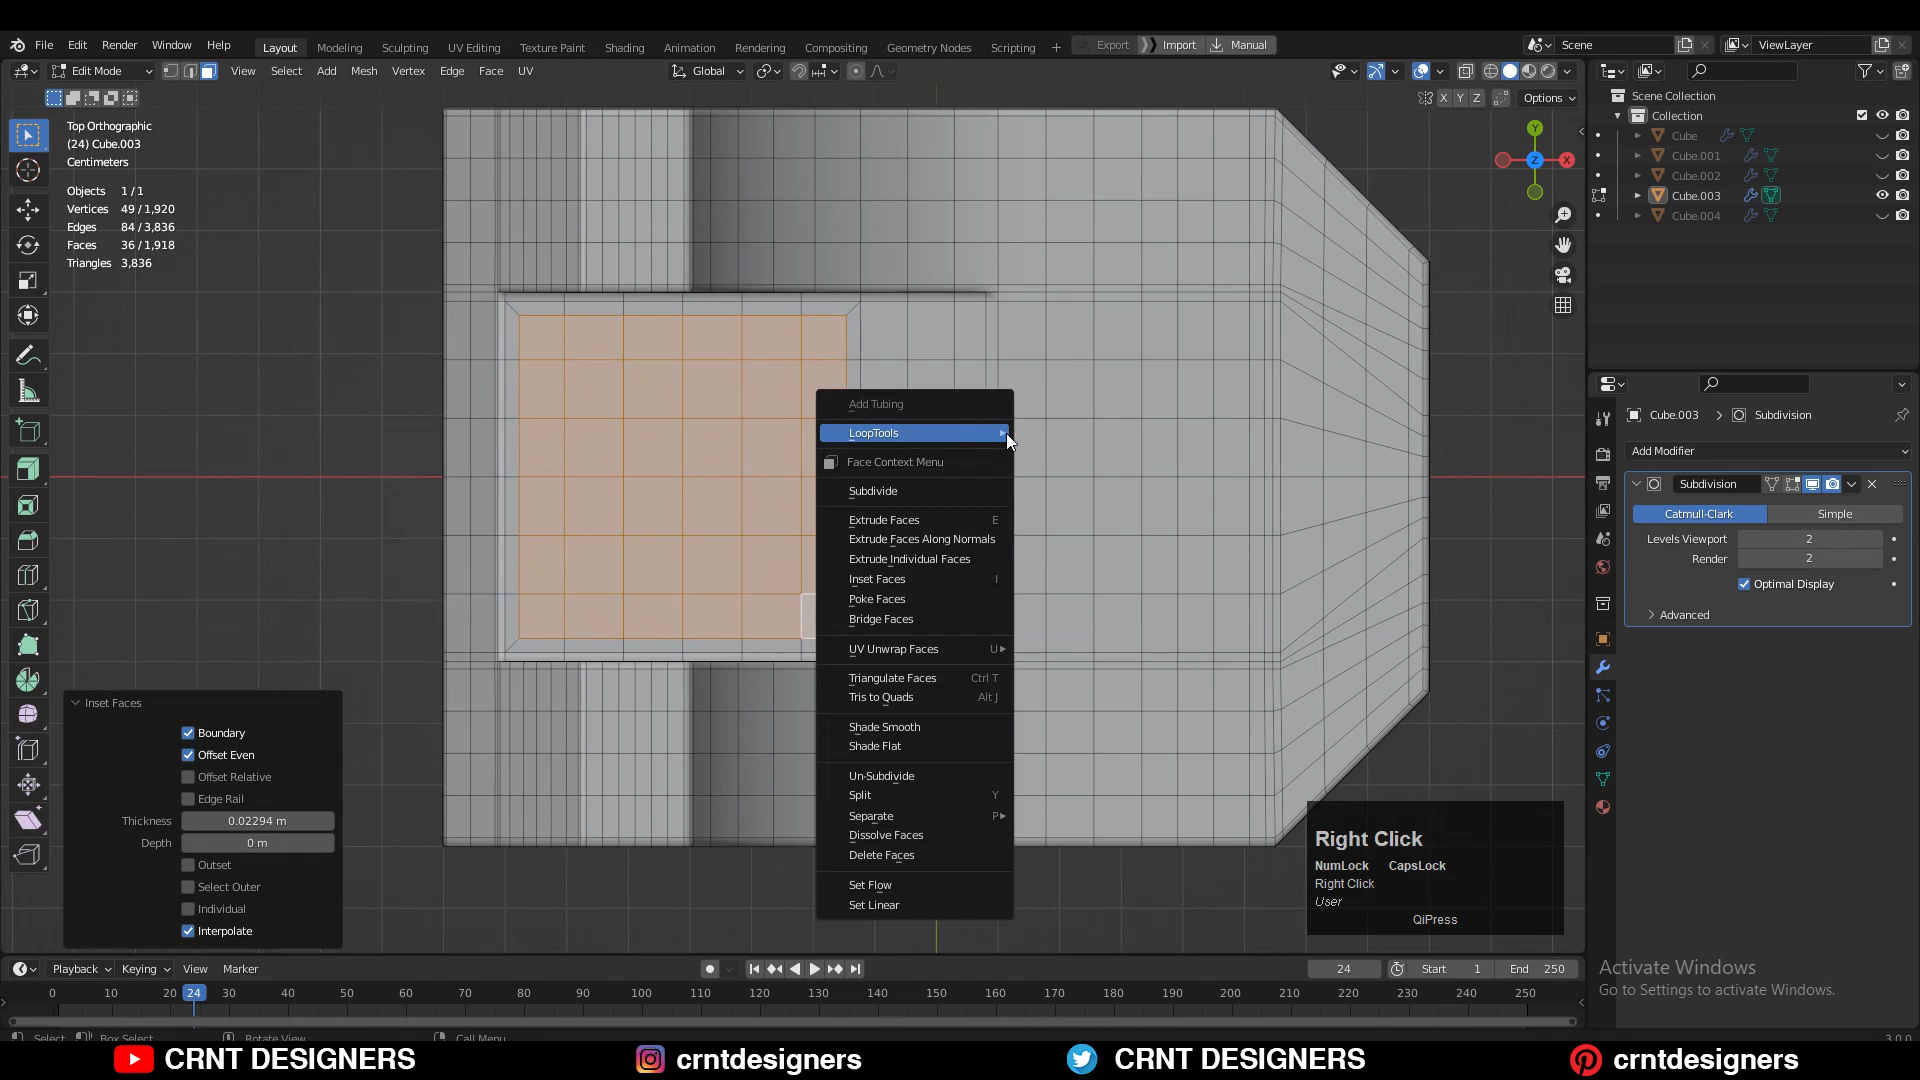 File Edit Render Window Help Layout Modeling Sculpting UV Editing Texture Paint Shading Animation Rendering Compositing Geometry Nodes Scripting + Export Import Manual Scene ViewLayer
Edit Mode View Select Add Mesh Vertex Edge Face UV Global
X Y Z Options
Top Orthographic
(24) Cube.003
Centimeters
Objects 1 / 1
Vertices 49 / 1,920
Edges 84 / 3,836
Faces 36 / 1,918
Triangles 3,836
Y
X
Z
Scene Collection
Collection
Cube
Cube.001
Cube.002
Cube.003
Cube.004
Cube.003 > Subdivision
Add Modifier
Subdivision
Catmull-Clark Simple
Levels Viewport 2
Render 2
Optimal Display
Advanced
Add Tubing
LoopTools
Face Context Menu
Subdivide
Extrude Faces E
Extrude Faces Along Normals
Extrude Individual Faces
Inset Faces I
Poke Faces
Bridge Faces
UV Unwrap Faces U
Triangulate Faces Ctrl T
Tris to Quads Alt J
Shade Smooth
Shade Flat
Un-Subdivide
Split Y
Separate P
Dissolve Faces
Delete Faces
Set Flow
Set Linear
Inset Faces
Boundary
Offset Even
Offset Relative
Edge Rail
Thickness 0.02294 m
Depth 0 m
Outset
Select Outer
Individual
Interpolate
Right Click
NumLock CapsLock
Right Click
User
QiPress
Activate Windows
Go to Settings to activate Windows.
Playback Keying View Marker 24 Start 1 End 250
0 10 20 24 30 40 50 60 70 80 90 100 110 120 130 140 150 160 170 180 190 200 210 220 230 240 250
Select Box Select Rotate View Call Menu 3.0.0
CRNT DESIGNERS crntdesigners CRNT DESIGNERS crntdesigners